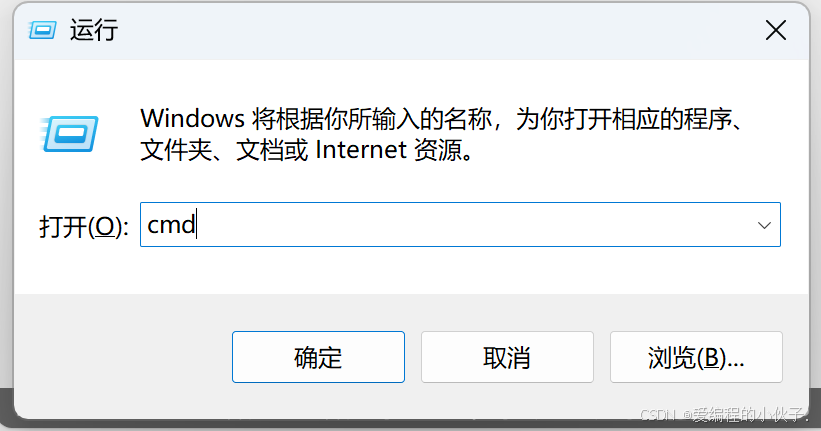 运行
Windows 将根据你所输入的名称，为你打开相应的程序、
文件夹、文档或 Internet 资源。
打开(O): cmd
确定 取消 浏览(B)...
CSDN @爱编程的小伙子.